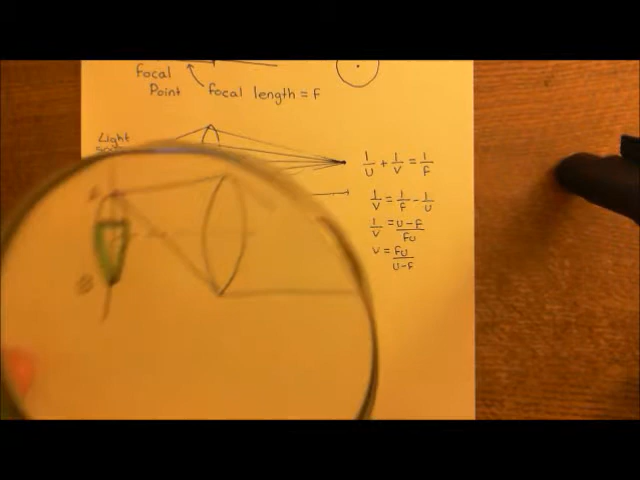 focal
Point
focal length = F
Light
1/U + 1/V = 1/F
1/V = 1/F - 1/U
1/V = U-F/FU
V = FU/U-F
A
B